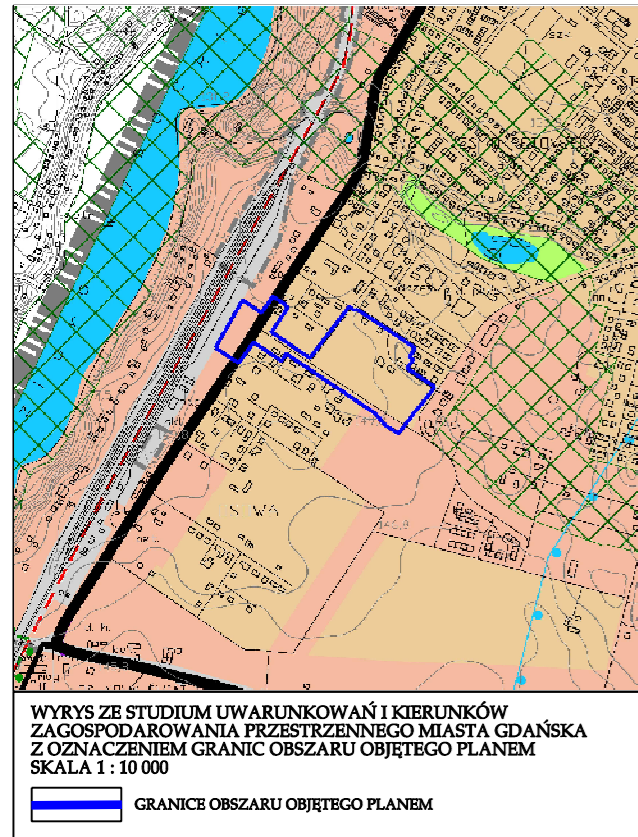 WYRYS ZE STUDIUM UWARUNKOWAŃ I KIERUNKÓW
ZAGOSPODAROWANIA PRZESTRZENNEGO MIASTA GDAŃSKA
Z OZNACZENIEM GRANIC OBSZARU OBJĘTEGO PLANEM
SKALA 1 : 10 000
GRANICE OBSZARU OBJĘTEGO PLANEM